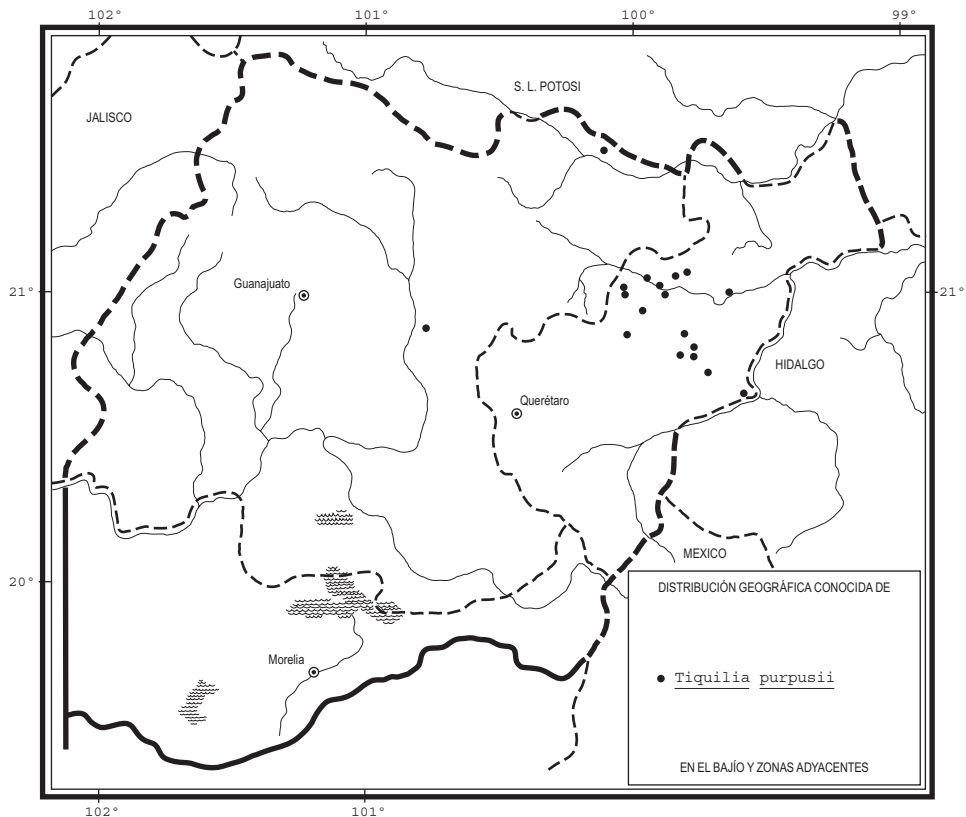 102° 101° 100° 99°
S. L. POTOSI
JALISCO
Guanajuato
21° 21°
HIDALGO
Querétaro
MEXICO
20°
DISTRIBUCIÓN GEOGRÁFICA CONOCIDA DE
Morelia
Tiquilia purpusii
EN EL BAJÍO Y ZONAS ADYACENTES
102° 101°